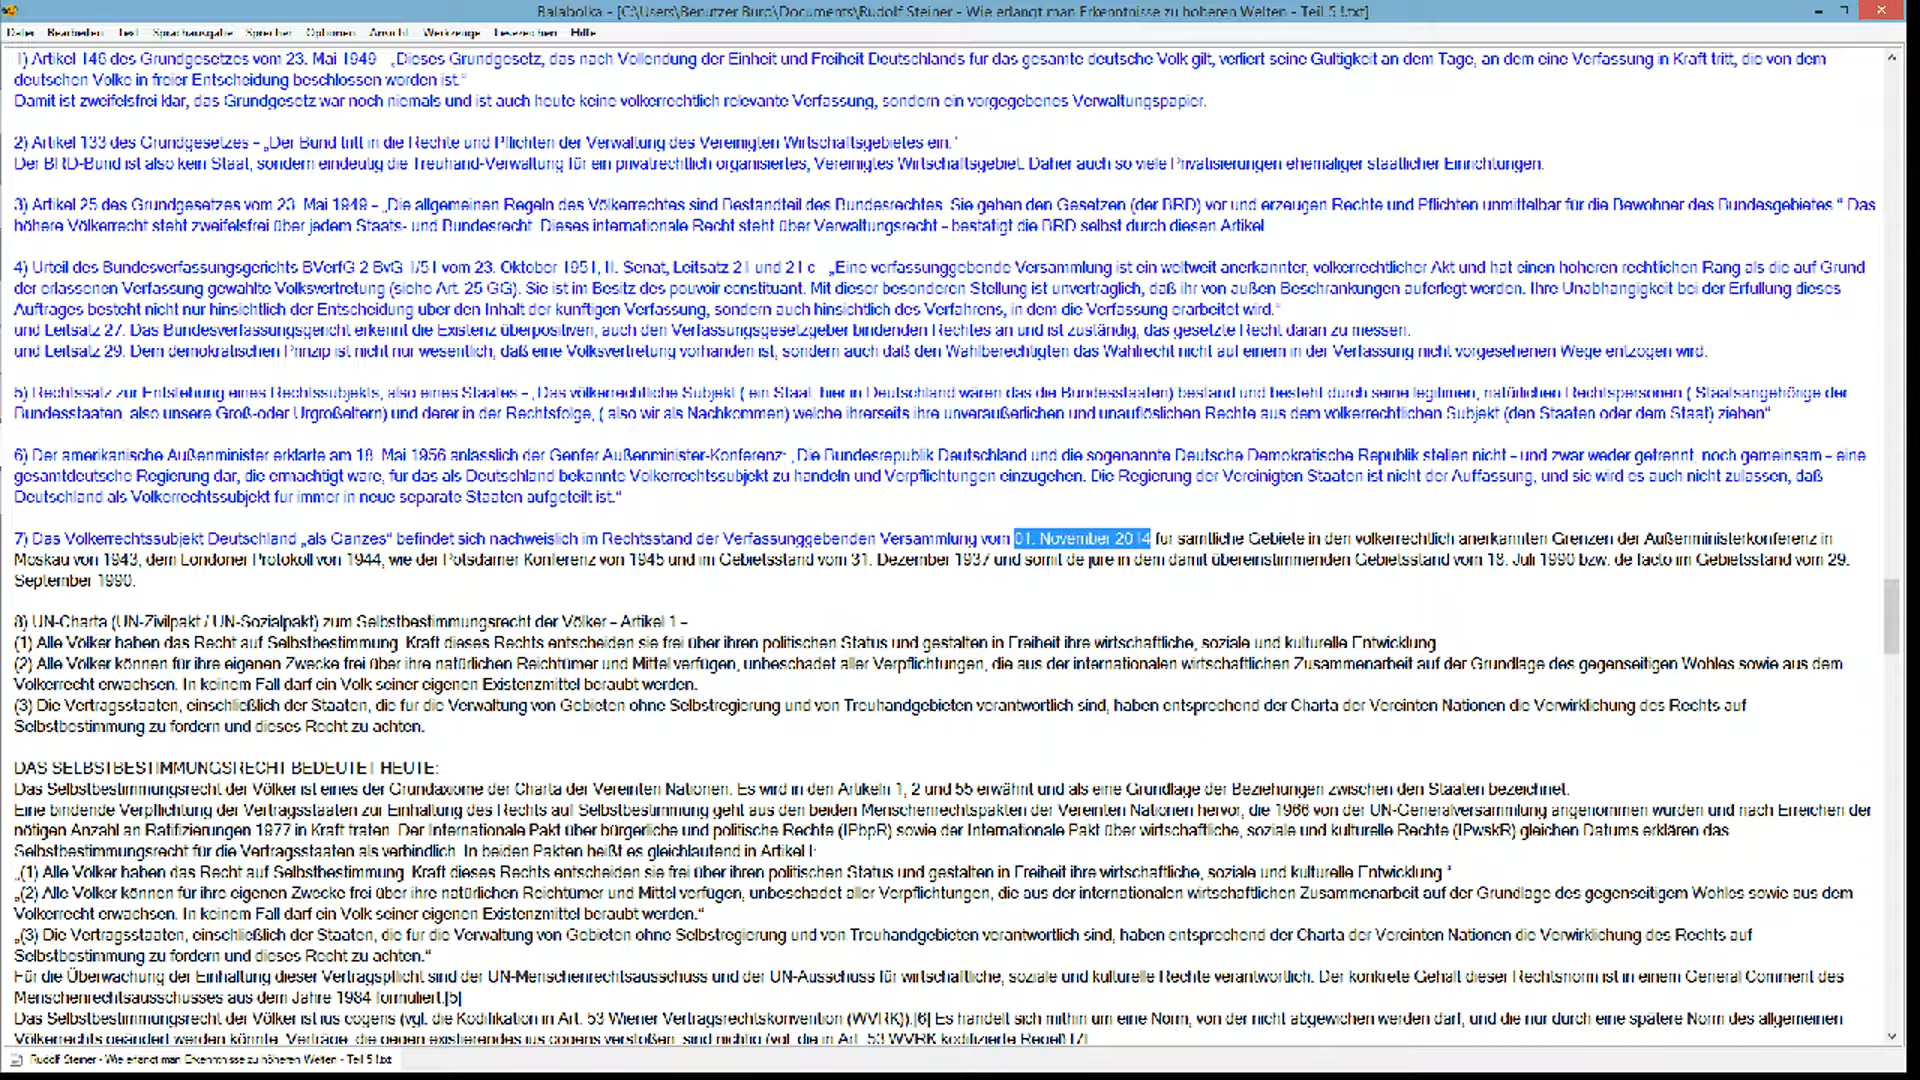 Balabolka - [C:\Users\Benutzer Büro\Documents\Rudolf Steiner - Wie erlangt man Erkenntnisse zu höheren Welten - Teil 5 !.txt]
Datei Bearbeiten Text Sprachausgabe Sprecher Optionen Ansicht Werkzeuge Lesezeichen Hilfe
1) Artikel 146 des Grundgesetzes vom 23. Mai 1949 „Dieses Grundgesetz, das nach Vollendung der Einheit und Freiheit Deutschlands für das gesamte deutsche Volk gilt, verliert seine Gültigkeit an dem Tage, an dem eine Verfassung in Kraft tritt, die von dem
deutschen Volke in freier Entscheidung beschlossen worden ist.“
Damit ist zweifelsfrei klar, das Grundgesetz war noch niemals und ist auch heute keine völkerrechtlich relevante Verfassung, sondern ein vorgegebenes Verwaltungspapier.
2) Artikel 133 des Grundgesetzes – „Der Bund tritt in die Rechte und Pflichten der Verwaltung des Vereinigten Wirtschaftsgebietes ein.“
Der BRD-Bund ist also kein Staat, sondern eindeutig die Treuhand-Verwaltung für ein privatrechtlich organisiertes, Vereinigtes Wirtschaftsgebiet. Daher auch so viele Privatisierungen ehemaliger staatlicher Einrichtungen.
3) Artikel 25 des Grundgesetzes vom 23. Mai 1949 – „Die allgemeinen Regeln des Völkerrechtes sind Bestandteil des Bundesrechtes. Sie gehen den Gesetzen (der BRD) vor und erzeugen Rechte und Pflichten unmittelbar für die Bewohner des Bundesgebietes.“ Das
höhere Völkerrecht steht zweifelsfrei über jedem Staats- und Bundesrecht. Dieses internationale Recht steht über Verwaltungsrecht – bestätigt die BRD selbst durch diesen Artikel.
4) Urteil des Bundesverfassungsgerichts BVerfG 2 BvG 1/51 vom 23. Oktober 1951, II. Senat, Leitsatz 21 und 21 c „Eine verfassunggebende Versammlung ist ein weltweit anerkannter, völkerrechtlicher Akt und hat einen höheren rechtlichen Rang als die auf Grund
der erlassenen Verfassung gewählte Volksvertretung (siehe Art. 25 GG). Sie ist im Besitz des pouvoir constituant. Mit dieser besonderen Stellung ist unverträglich, daß ihr von außen Beschränkungen auferlegt werden. Ihre Unabhängigkeit bei der Erfüllung dieses
Auftrages besteht nicht nur hinsichtlich der Entscheidung über den Inhalt der künftigen Verfassung, sondern auch hinsichtlich des Verfahrens, in dem die Verfassung erarbeitet wird.“
und Leitsatz 27. Das Bundesverfassungsgericht erkennt die Existenz überpositiven, auch den Verfassungsgesetzgeber bindenden Rechtes an und ist zuständig, das gesetzte Recht daran zu messen.
und Leitsatz 29. Dem demokratischen Prinzip ist nicht nur wesentlich, daß eine Volksvertretung vorhanden ist, sondern auch daß den Wahlberechtigten das Wahlrecht nicht auf einem in der Verfassung nicht vorgesehenen Wege entzogen wird.
5) Rechtssatz zur Entstehung eines Rechtssubjekts, also eines Staates – „Das völkerrechtliche Subjekt ( ein Staat, hier in Deutschland wären das die Bundesstaaten) bestand und besteht durch seine legitimen, natürlichen Rechtspersonen ( Staatsangehörige der
Bundesstaaten, also unsere Groß-oder Urgroßeltern) und derer in der Rechtsfolge, ( also wir als Nachkommen) welche ihrerseits ihre unveräußerlichen und unauflöslichen Rechte aus dem völkerrechtlichen Subjekt (den Staaten oder dem Staat) ziehen“
6) Der amerikanische Außenminister erklärte am 18. Mai 1956 anlässlich der Genfer Außenminister-Konferenz: „Die Bundesrepublik Deutschland und die sogenannte Deutsche Demokratische Republik stellen nicht – und zwar weder getrennt, noch gemeinsam – eine
gesamtdeutsche Regierung dar, die ermächtigt wäre, für das als Deutschland bekannte Völkerrechtssubjekt zu handeln und Verpflichtungen einzugehen. Die Regierung der Vereinigten Staaten ist nicht der Auffassung, und sie wird es auch nicht zulassen, daß
Deutschland als Völkerrechtssubjekt für immer in neue separate Staaten aufgeteilt ist.“
7) Das Völkerrechtssubjekt Deutschland „als Ganzes“ befindet sich nachweislich im Rechtsstand der Verfassunggebenden Versammlung vom 01. November 2014 für sämtliche Gebiete in den völkerrechtlich anerkannten Grenzen der Außenministerkonferenz in
Moskau von 1943, dem Londoner Protokoll von 1944, wie der Potsdamer Konferenz von 1945 und im Gebietsstand vom 31. Dezember 1937 und somit de jure in dem damit übereinstimmenden Gebietsstand vom 18. Juli 1990 bzw. de facto im Gebietsstand vom 29.
September 1990.
8) UN-Charta (UN-Zivilpakt / UN-Sozialpakt) zum Selbstbestimmungsrecht der Völker – Artikel 1 –
(1) Alle Völker haben das Recht auf Selbstbestimmung. Kraft dieses Rechts entscheiden sie frei über ihren politischen Status und gestalten in Freiheit ihre wirtschaftliche, soziale und kulturelle Entwicklung.
(2) Alle Völker können für ihre eigenen Zwecke frei über ihre natürlichen Reichtümer und Mittel verfügen, unbeschadet aller Verpflichtungen, die aus der internationalen wirtschaftlichen Zusammenarbeit auf der Grundlage des gegenseitigen Wohles sowie aus dem
Völkerrecht erwachsen. In keinem Fall darf ein Volk seiner eigenen Existenzmittel beraubt werden.
(3) Die Vertragsstaaten, einschließlich der Staaten, die für die Verwaltung von Gebieten ohne Selbstregierung und von Treuhandgebieten verantwortlich sind, haben entsprechend der Charta der Vereinten Nationen die Verwirklichung des Rechts auf
Selbstbestimmung zu fördern und dieses Recht zu achten.
DAS SELBSTBESTIMMUNGSRECHT BEDEUTET HEUTE:
Das Selbstbestimmungsrecht der Völker ist eines der Grundaxiome der Charta der Vereinten Nationen. Es wird in den Artikeln 1, 2 und 55 erwähnt und als eine Grundlage der Beziehungen zwischen den Staaten bezeichnet.
Eine bindende Verpflichtung der Vertragsstaaten zur Einhaltung des Rechts auf Selbstbestimmung geht aus den beiden Menschenrechtspakten der Vereinten Nationen hervor, die 1966 von der UN-Generalversammlung angenommen wurden und nach Erreichen der
nötigen Anzahl an Ratifizierungen 1977 in Kraft traten. Der Internationale Pakt über bürgerliche und politische Rechte (IPbpR) sowie der Internationale Pakt über wirtschaftliche, soziale und kulturelle Rechte (IPwskR) gleichen Datums erklären das
Selbstbestimmungsrecht für die Vertragsstaaten als verbindlich. In beiden Pakten heißt es gleichlautend in Artikel I:
„(1) Alle Völker haben das Recht auf Selbstbestimmung. Kraft dieses Rechts entscheiden sie frei über ihren politischen Status und gestalten in Freiheit ihre wirtschaftliche, soziale und kulturelle Entwicklung.“
„(2) Alle Völker können für ihre eigenen Zwecke frei über ihre natürlichen Reichtümer und Mittel verfügen, unbeschadet aller Verpflichtungen, die aus der internationalen wirtschaftlichen Zusammenarbeit auf der Grundlage des gegenseitigem Wohles sowie aus dem
Völkerrecht erwachsen. In keinem Fall darf ein Volk seiner eigenen Existenzmittel beraubt werden.“
„(3) Die Vertragsstaaten, einschließlich der Staaten, die für die Verwaltung von Gebieten ohne Selbstregierung und von Treuhandgebieten verantwortlich sind, haben entsprechend der Charta der Vereinten Nationen die Verwirklichung des Rechts auf
Selbstbestimmung zu fördern und dieses Recht zu achten.“
Für die Überwachung der Einhaltung dieser Vertragspflicht sind der UN-Menschenrechtsausschuss und der UN-Ausschuss für wirtschaftliche, soziale und kulturelle Rechte verantwortlich. Der konkrete Gehalt dieser Rechtsnorm ist in einem General Comment des
Menschenrechtsausschusses aus dem Jahre 1984 formuliert.[5]
Das Selbstbestimmungsrecht der Völker ist ius cogens (vgl. die Kodifikation in Art. 53 Wiener Vertragsrechtskonvention (WVRK)).[6] Es handelt sich mithin um eine Norm, von der nicht abgewichen werden darf, und die nur durch eine spätere Norm des allgemeinen
Völkerrechts geändert werden könnte. Verträge, die gegen existierendes ius cogens verstoßen, sind nichtig (vgl. die in Art. 53 WVRK kodifizierte Regel).[7]
Rudolf Steiner - Wie erlangt man Erkenntnisse zu höheren Welten - Teil 5 !.txt